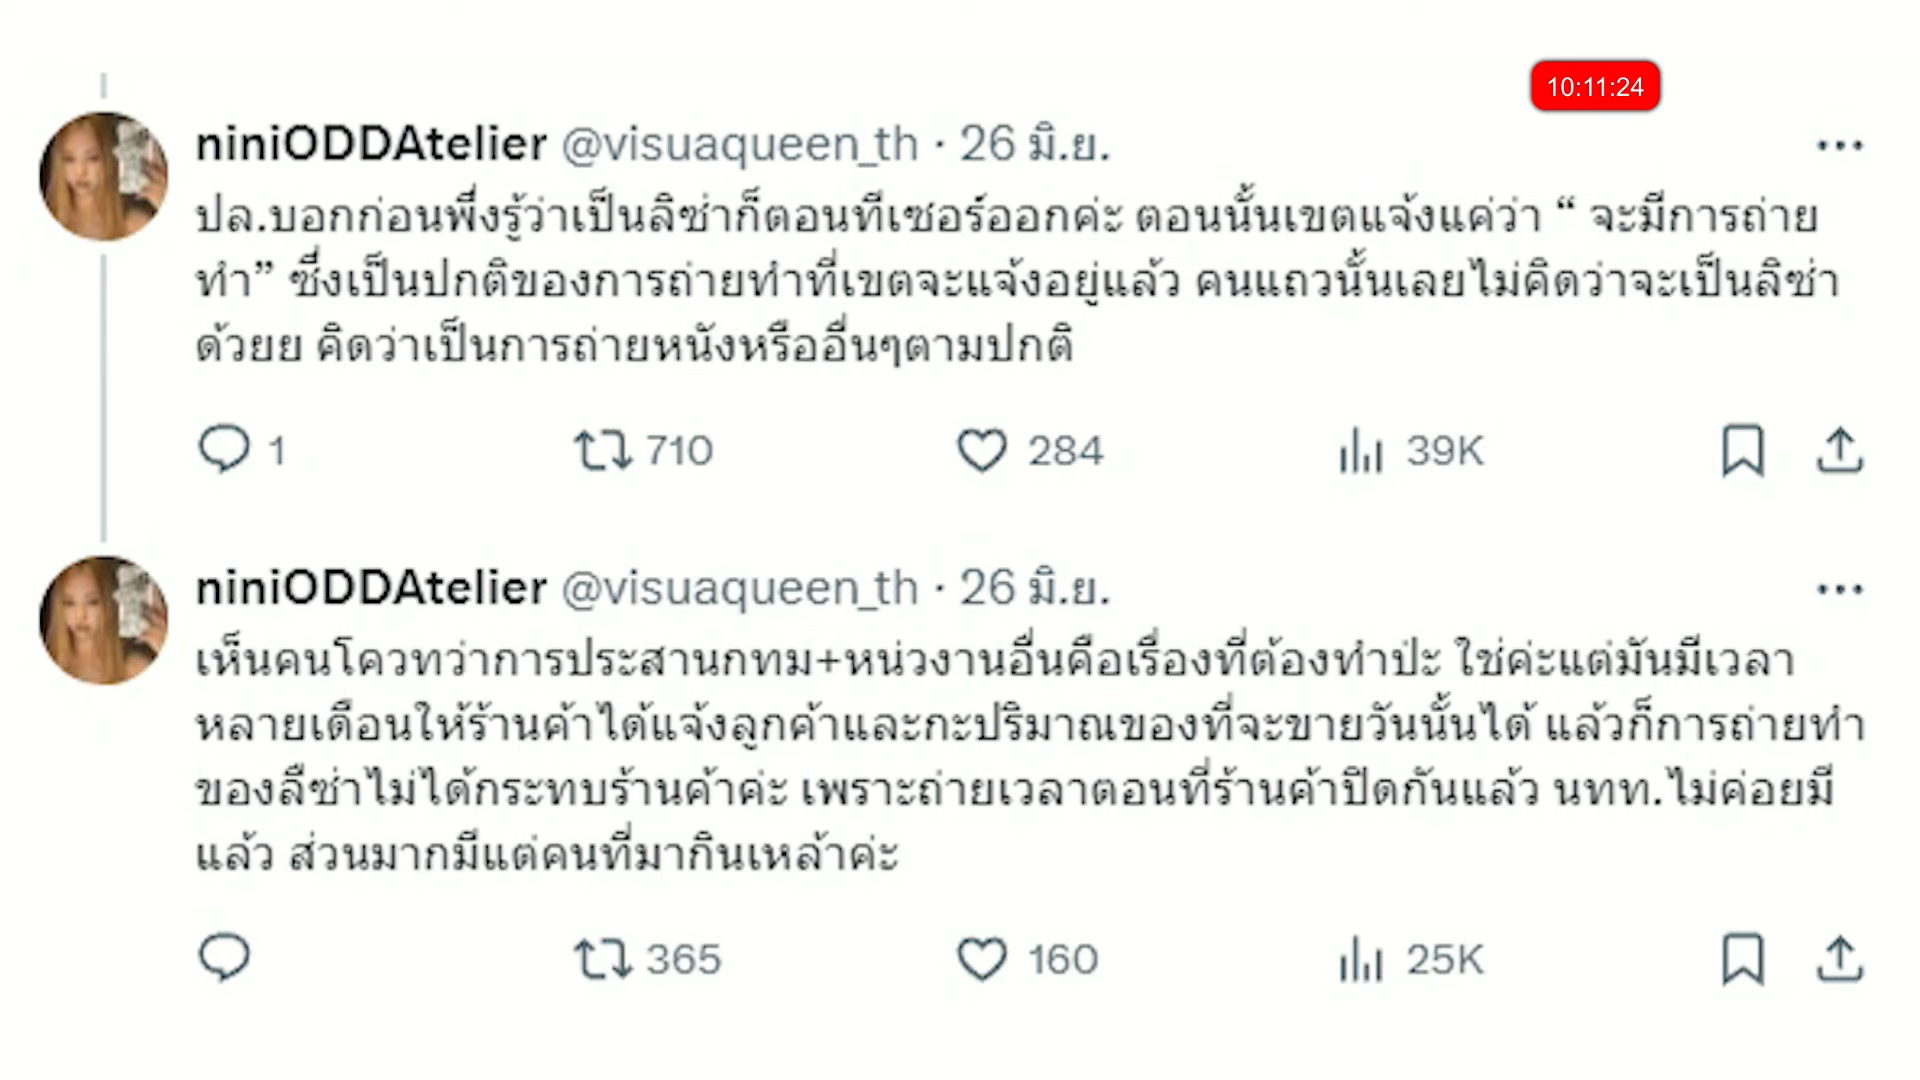 10:11:24
niniODDAtelier @visuaqueen_th · 26 มิ.ย.
ปล.บอกก่อนพึ่งรู้ว่าเป็นลิซ่าก็ตอนทีเซอร์ออกค่ะ ตอนนั้นเขตแจ้งแค่ว่า “ จะมีการถ่าย
ทำ” ซึ่งเป็นปกติของการถ่ายทำที่เขตจะแจ้งอยู่แล้ว คนแถวนั้นเลยไม่คิดว่าจะเป็นลิซ่า
ด้วยย คิดว่าเป็นการถ่ายหนังหรืออื่นๆตามปกติ
1 710 284 39K
niniODDAtelier @visuaqueen_th · 26 มิ.ย.
เห็นคนโควทว่าการประสานกทม+หน่วงานอื่นคือเรื่องที่ต้องทำป่ะ ใช่ค่ะแต่มันมีเวลา
หลายเดือนให้ร้านค้าได้แจ้งลูกค้าและกะปริมาณของที่จะขายวันนั้นได้ แล้วก็การถ่ายทำ
ของลืซ่าไม่ได้กระทบร้านค้าค่ะ เพราะถ่ายเวลาตอนที่ร้านค้าปิดกันแล้ว นทท.ไม่ค่อยมี
แล้ว ส่วนมากมีแต่คนที่มากินเหล้าค่ะ
365 160 25K